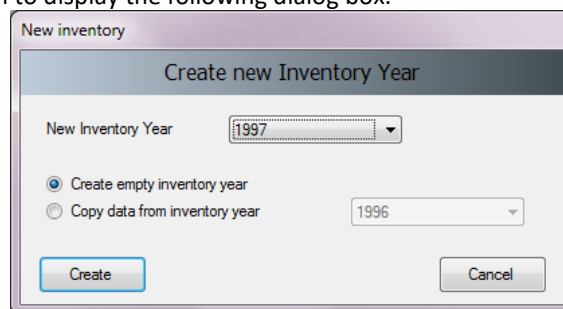 to display the following dialog box:
New inventory
Create new Inventory Year
New Inventory Year 1997
Create empty inventory year
Copy data from inventory year 1996
Create Cancel